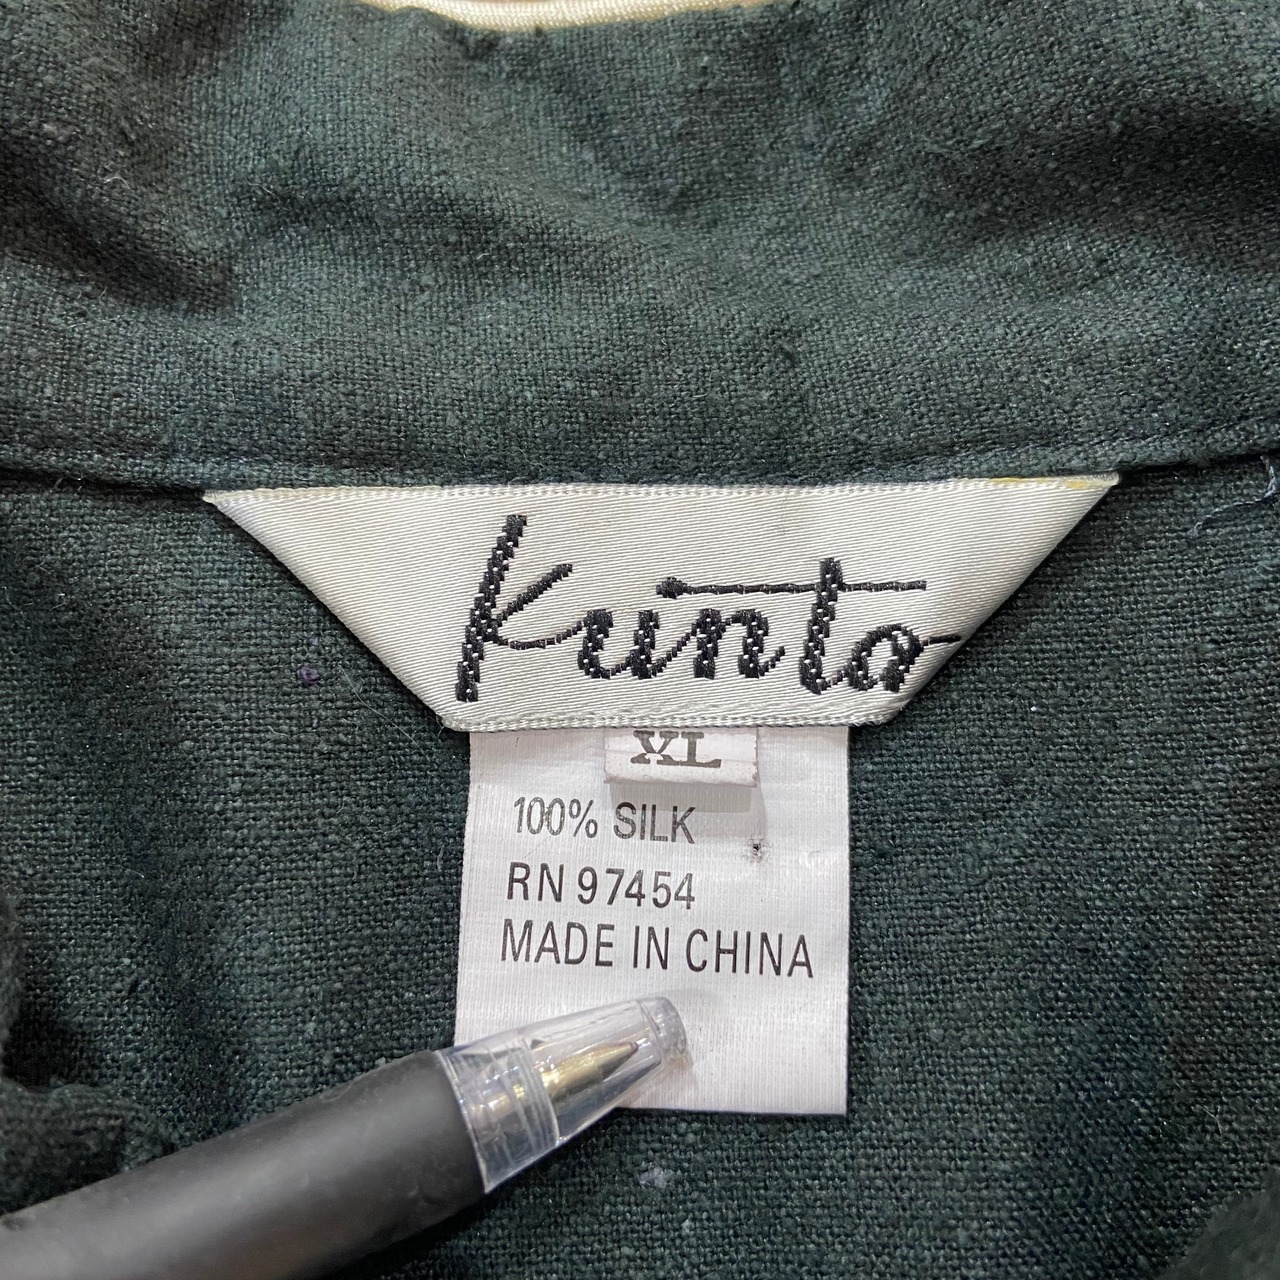 Kunto
XL
100% SILK
RN 97454
MADE IN CHINA